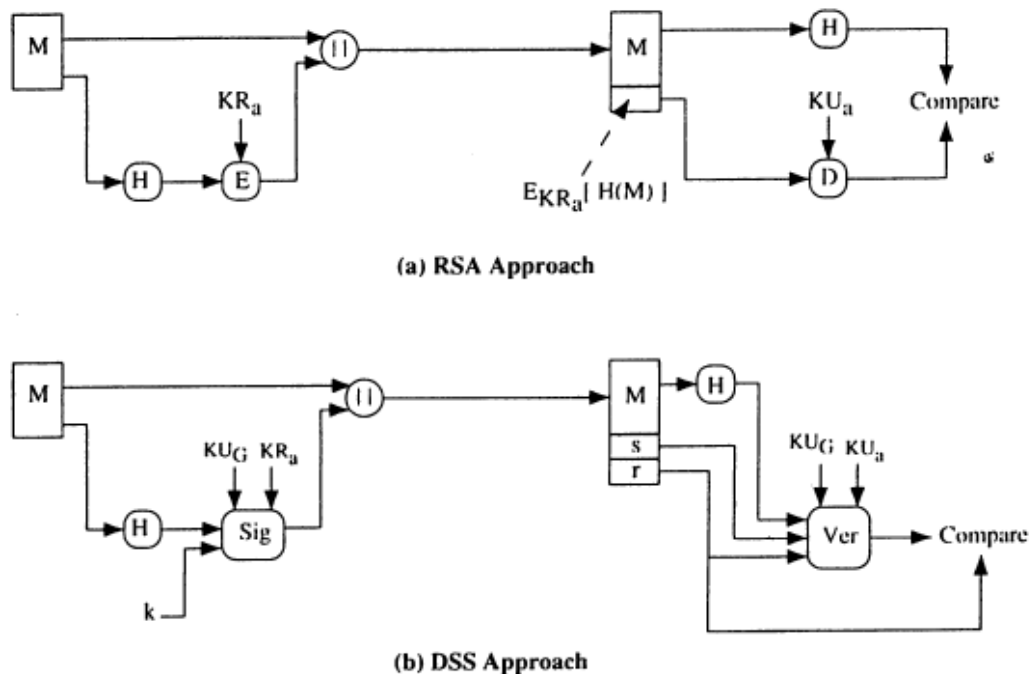 M
||
M
H
KRa
KUa
Compare
H
E
D
EKRa[ H(M) ]
(a) RSA Approach
M
||
M
H
s
r
KUG KRa
KUG KUa
H
Sig
Ver
Compare
k
(b) DSS Approach